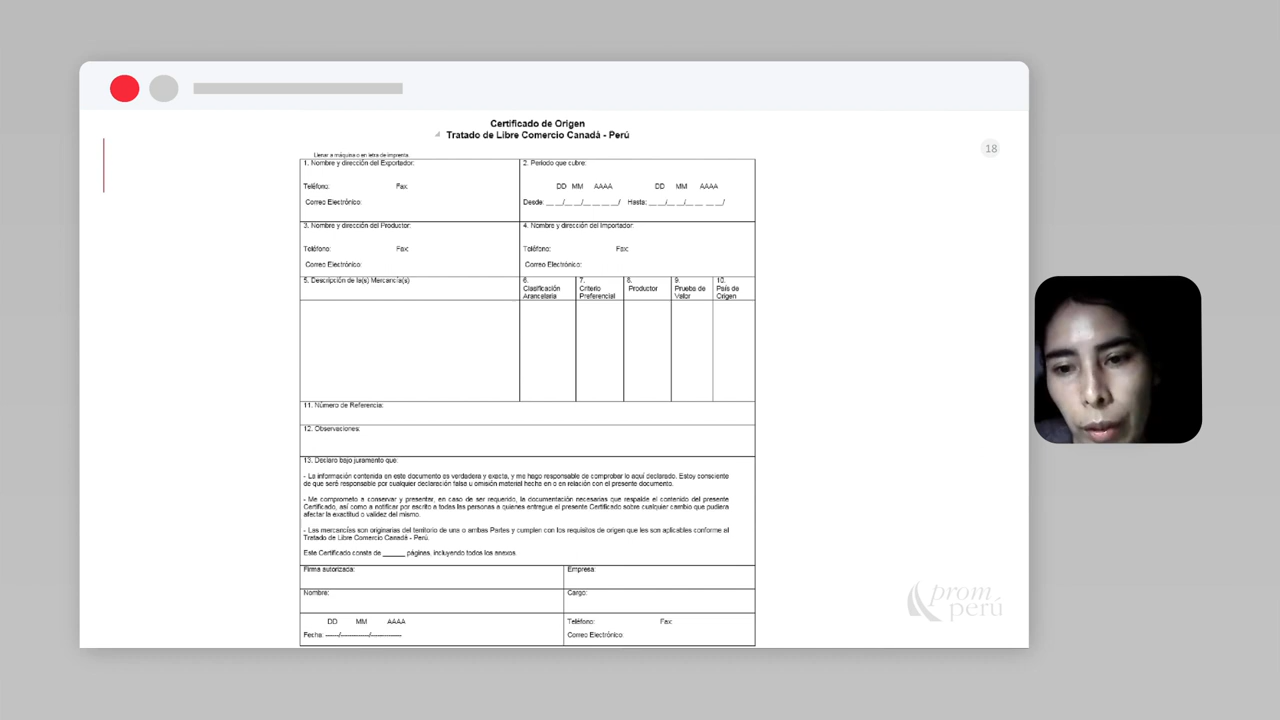 Certificado de Origen
Tratado de Libre Comercio Canadá - Perú
18
Llenar a máquina o en letra de imprenta.
1. Nombre y dirección del Exportador:
Teléfono: Fax:
Correo Electrónico:
2. Periodo que cubre:
DD MM AAAA DD MM AAAA
Desde: __ __/__ __/__ __ __ __/ Hasta: __ __/__ __/__ __ __ __/
3. Nombre y dirección del Productor:
Teléfono: Fax:
Correo Electrónico:
4. Nombre y dirección del Importador:
Teléfono: Fax:
Correo Electrónico:
5. Descripción de la(s) Mercancía(s)
6.
Clasificación
Arancelaria
7.
Criterio
Preferencial
8.
Productor
9.
Prueba de
Valor
10.
País de
Origen
11. Número de Referencia:
12. Observaciones:
13. Declaro bajo juramento que:
- La información contenida en este documento es verdadera y exacta, y me hago responsable de comprobar lo aquí declarado. Estoy consciente
de que seré responsable por cualquier declaración falsa u omisión material hecha en o en relación con el presente documento.
- Me comprometo a conservar y presentar, en caso de ser requerido, la documentación necesarias que respalde el contenido del presente
Certificado, así como a notificar por escrito a todas las personas a quienes entregue el presente Certificado sobre cualquier cambio que pudiera
afectar la exactitud o validez del mismo.
- Las mercancías son originarias del territorio de una o ambas Partes y cumplen con los requisitos de origen que les son aplicables conforme al
Tratado de Libre Comercio Canadá - Perú.
Este Certificado consta de ______ páginas, incluyendo todos los anexos.
Firma autorizada:
Empresa:
Nombre:
Cargo:
DD MM AAAA
Fecha: -----/------------/------------
Teléfono: Fax:
Correo Electrónico:
prom
perú